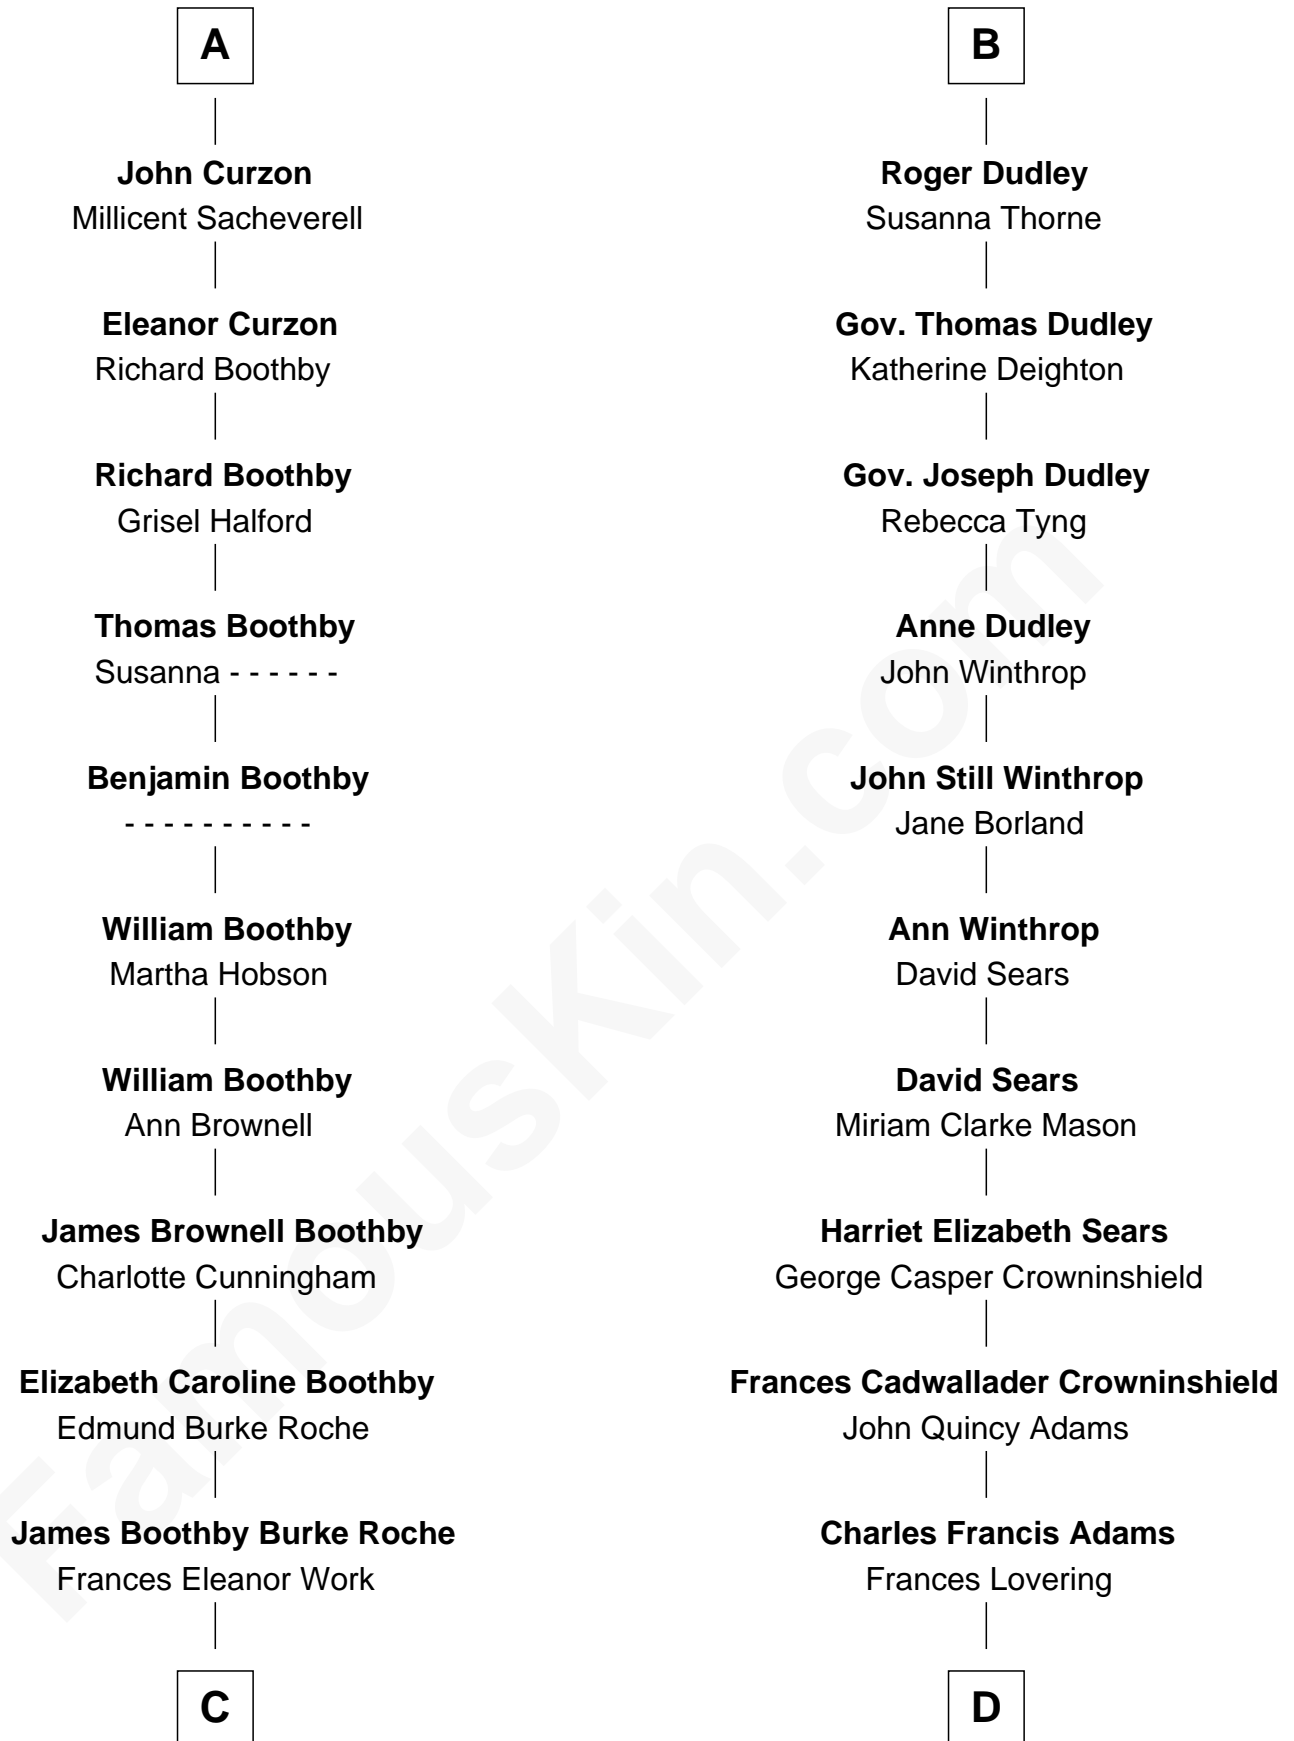 A
John Curzon
Millicent Sacheverell
Eleanor Curzon
Richard Boothby
Richard Boothby
Grisel Halford
Thomas Boothby
Susanna - - - - - -
Benjamin Boothby
- - - - - - - - - -
William Boothby
Martha Hobson
William Boothby
Ann Brownell
James Brownell Boothby
Charlotte Cunningham
Elizabeth Caroline Boothby
Edmund Burke Roche
James Boothby Burke Roche
Frances Eleanor Work
C
B
Roger Dudley
Susanna Thorne
Gov. Thomas Dudley
Katherine Deighton
Gov. Joseph Dudley
Rebecca Tyng
Anne Dudley
John Winthrop
John Still Winthrop
Jane Borland
Ann Winthrop
David Sears
David Sears
Miriam Clarke Mason
Harriet Elizabeth Sears
George Casper Crowninshield
Frances Cadwallader Crowninshield
John Quincy Adams
Charles Francis Adams
Frances Lovering
D
FamousKin.com